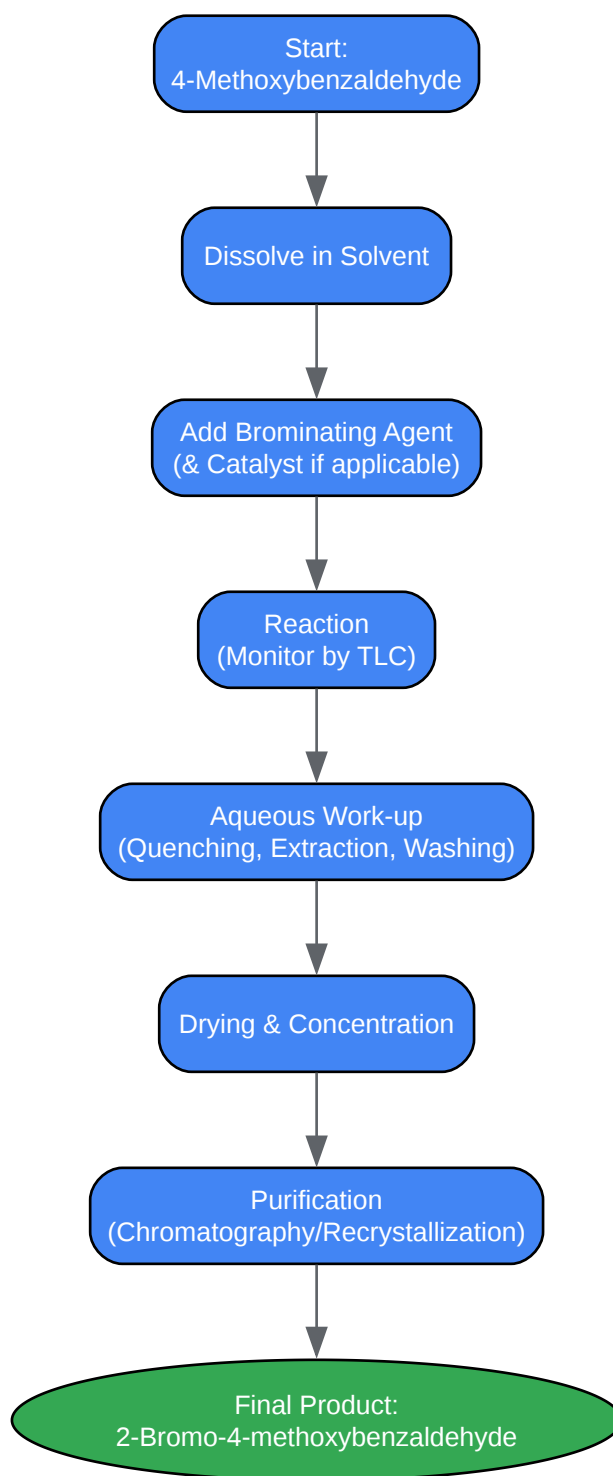 Start:
4-Methoxybenzaldehyde
Dissolve in Solvent
Add Brominating Agent
(& Catalyst if applicable)
Reaction
(Monitor by TLC)
Aqueous Work-up
(Quenching, Extraction, Washing)
Drying & Concentration
Purification
(Chromatography/Recrystallization)
Final Product:
2-Bromo-4-methoxybenzaldehyde